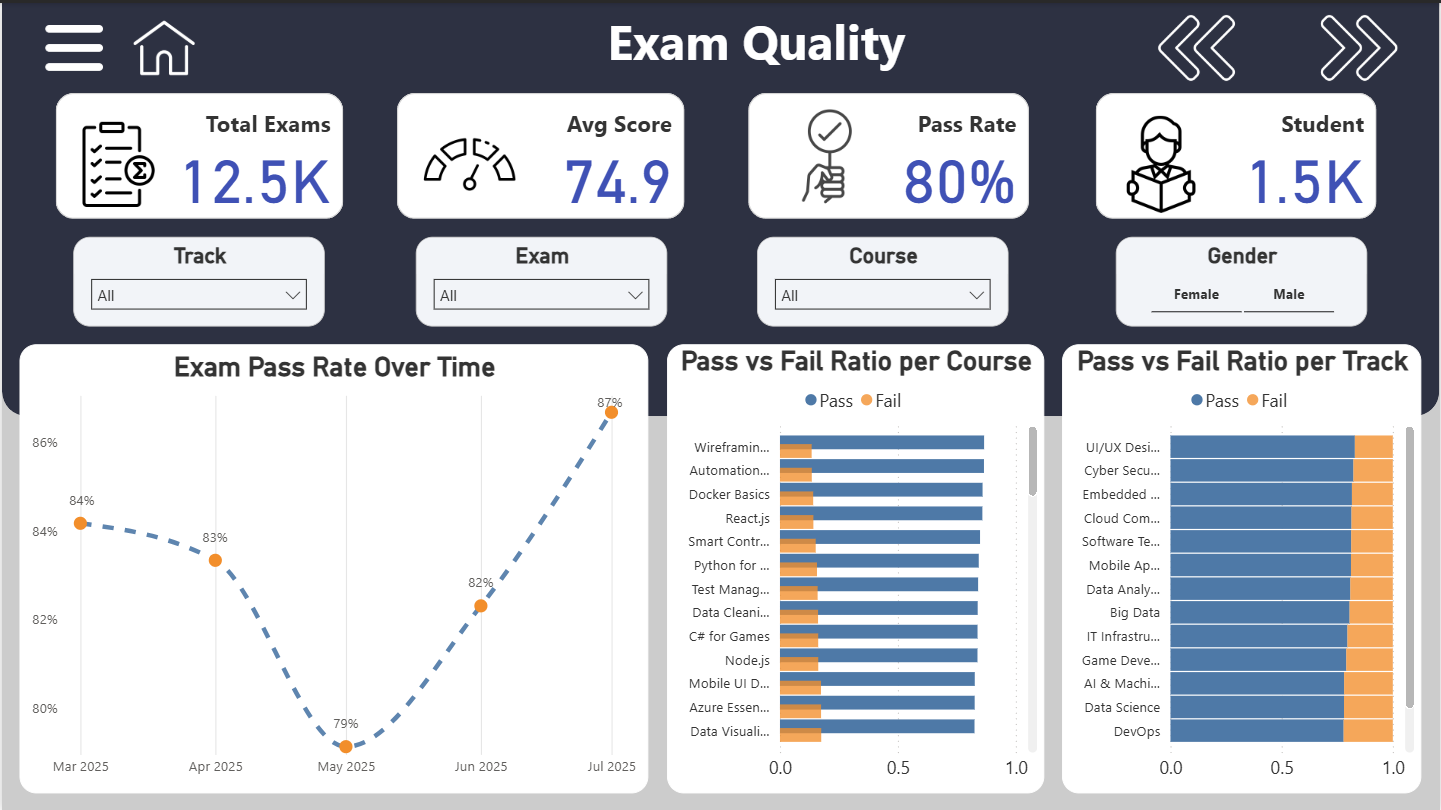 Exam Quality
Total Exams
12.5K
Avg Score
74.9
Pass Rate
80%
Student
1.5K
Track
All
Exam
All
Course
All
Gender
Female Male
Exam Pass Rate Over Time
86%
84%
82%
80%
84%
83%
79%
82%
87%
Mar 2025 Apr 2025 May 2025 Jun 2025 Jul 2025
Pass vs Fail Ratio per Course
Pass Fail
Wireframin...
Automation...
Docker Basics
React.js
Smart Contr...
Python for ...
Test Manag...
Data Cleani...
C# for Games
Node.js
Mobile UI D...
Azure Essen...
Data Visuali...
0.0 0.5 1.0
Pass vs Fail Ratio per Track
Pass Fail
UI/UX Desi...
Cyber Secu...
Embedded ...
Cloud Com...
Software Te...
Mobile Ap...
Data Analy...
Big Data
IT Infrastru...
Game Deve...
AI & Machi...
Data Science
DevOps
0.0 0.5 1.0